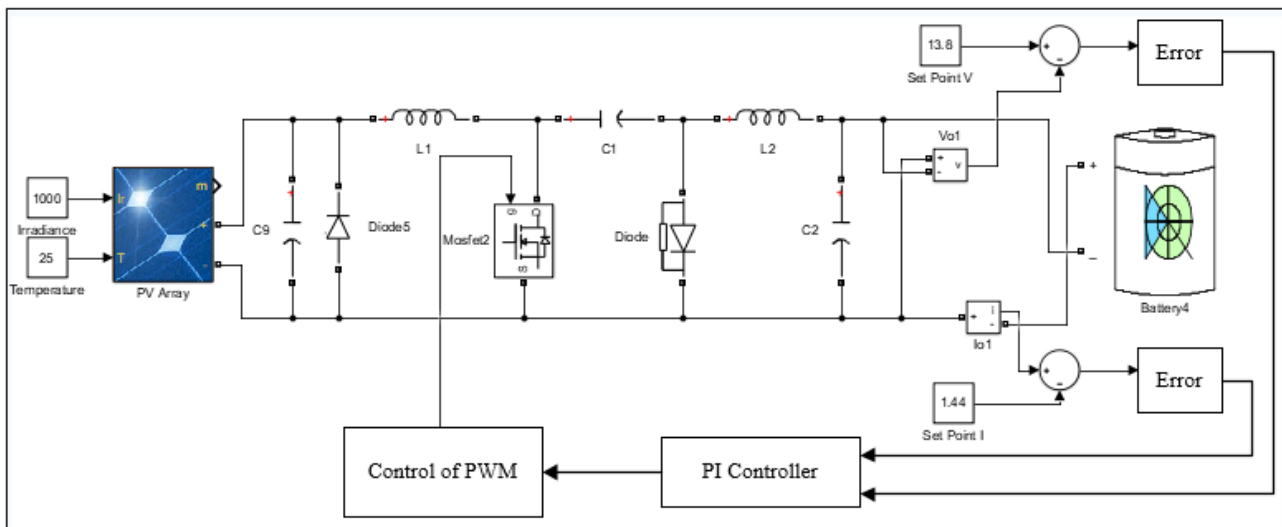 13.8
Set Point V
Error
Vo1
+
-
v
L1
C1
L2
1000
Irradiance
25
Temperature
Ir
T
m
+
-
PV Array
C9
Diode5
Mosfet2
g
D
S
Diode
C2
+
–
Battery4
+
i
-
Io1
1.44
Set Point I
Error
Control of PWM
PI Controller